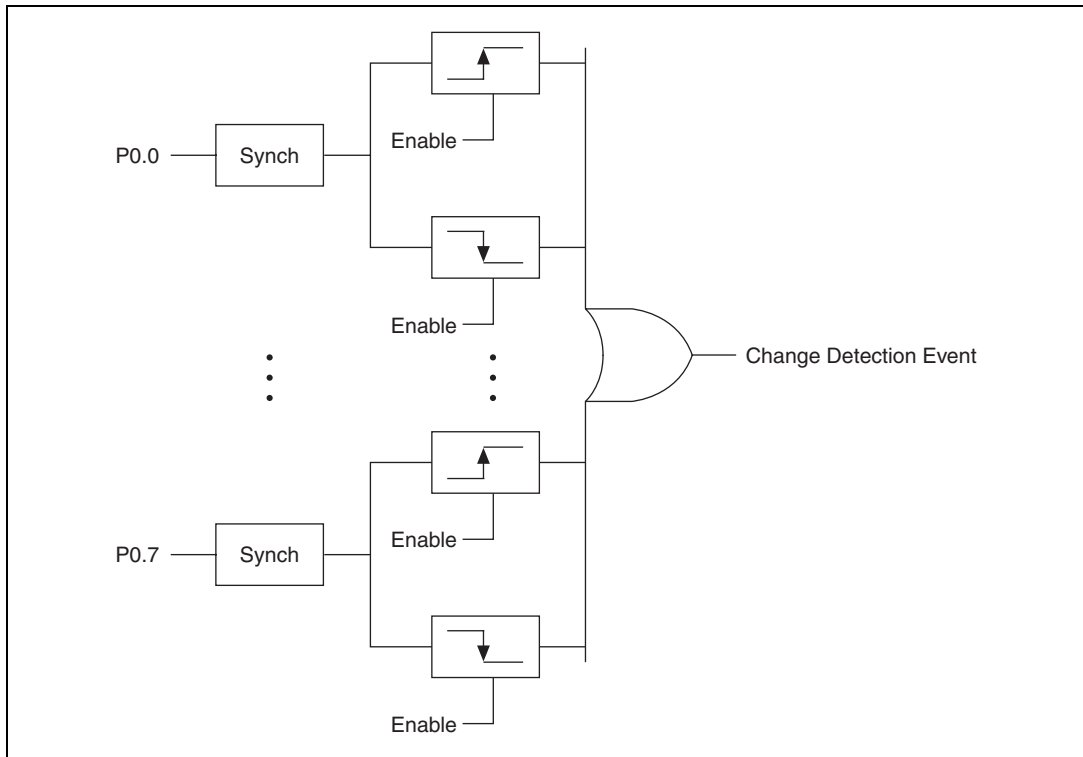 Enable
P0.0
Synch
Enable
Change Detection Event
Enable
P0.7
Synch
Enable